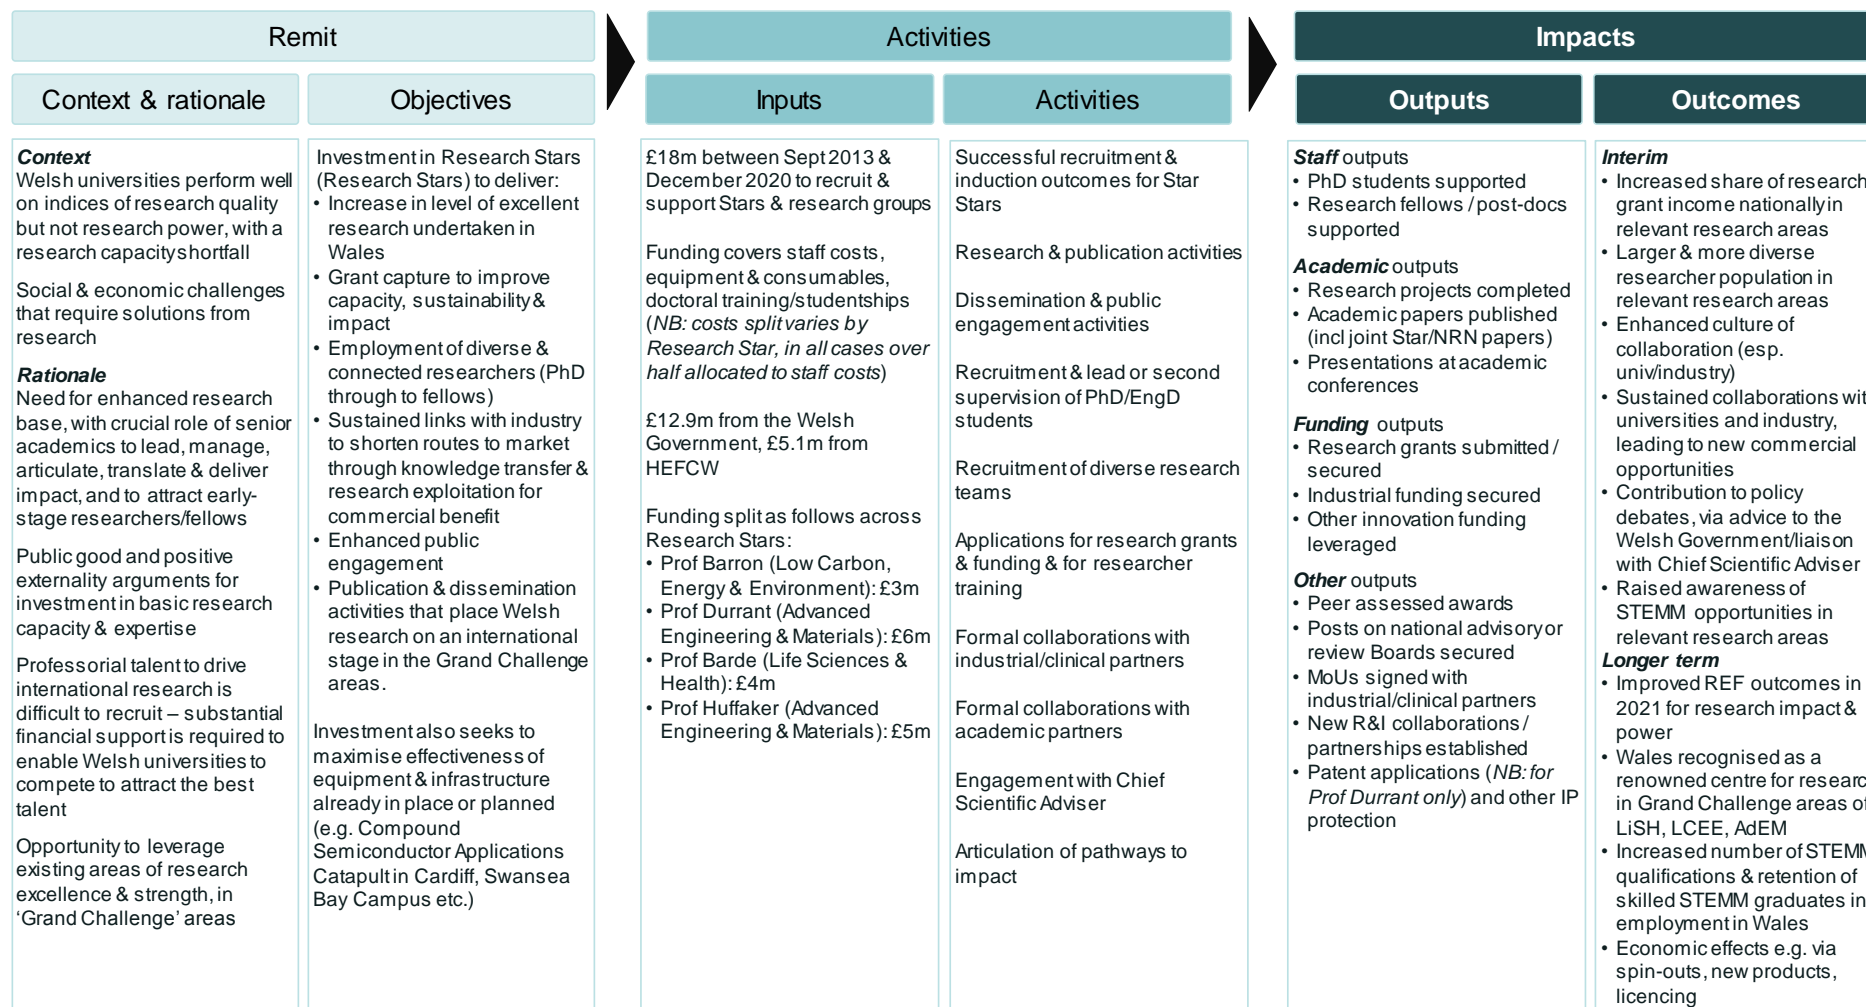 Remit
Activities
Impacts
Context & rationale
Objectives
Inputs
Activities
Outputs
Outcomes
Context
Welsh universities perform well
on indices of research quality
but not research power, with a
research capacity shortfall
Social & economic challenges
that require solutions from
research
Rationale
Need for enhanced research
base, with crucial role of senior
academics to lead, manage,
articulate, translate & deliver
impact, and to attract early-
stage researchers/fellows
Public good and positive
externality arguments for
investment in basic research
capacity & expertise
Professorial talent to drive
international research is
difficult to recruit – substantial
financial support is required to
enable Welsh universities to
compete to attract the best
talent
Opportunity to leverage
existing areas of research
excellence & strength, in
‘Grand Challenge’ areas
Investment in Research Stars
(Research Stars) to deliver:
• Increase in level of excellent
research undertaken in
Wales
• Grant capture to improve
capacity, sustainability &
impact
• Employment of diverse &
connected researchers (PhD
through to fellows)
• Sustained links with industry
to shorten routes to market
through knowledge transfer &
research exploitation for
commercial benefit
• Enhanced public
engagement
• Publication & dissemination
activities that place Welsh
research on an international
stage in the Grand Challenge
areas.
Investment also seeks to
maximise effectiveness of
equipment & infrastructure
already in place or planned
(e.g. Compound
Semiconductor Applications
Catapult in Cardiff, Swansea
Bay Campus etc.)
£18m between Sept 2013 &
December 2020 to recruit &
support Stars & research groups
Funding covers staff costs,
equipment & consumables,
doctoral training/studentships
(NB: costs split varies by
Research Star, in all cases over
half allocated to staff costs)
£12.9m from the Welsh
Government, £5.1m from
HEFCW
Funding split as follows across
Research Stars:
• Prof Barron (Low Carbon,
Energy & Environment): £3m
• Prof Durrant (Advanced
Engineering & Materials): £6m
• Prof Barde (Life Sciences &
Health): £4m
• Prof Huffaker (Advanced
Engineering & Materials): £5m
Successful recruitment &
induction outcomes for Star
Stars
Research & publication activities
Dissemination & public
engagement activities
Recruitment & lead or second
supervision of PhD/EngD
students
Recruitment of diverse research
teams
Applications for research grants
& funding & for researcher
training
Formal collaborations with
industrial/clinical partners
Formal collaborations with
academic partners
Engagement with Chief
Scientific Adviser
Articulation of pathways to
impact
Staff outputs
• PhD students supported
• Research fellows / post-docs
supported
Academic outputs
• Research projects completed
• Academic papers published
(incl joint Star/NRN papers)
• Presentations at academic
conferences
Funding outputs
• Research grants submitted /
secured
• Industrial funding secured
• Other innovation funding
leveraged
Other outputs
• Peer assessed awards
• Posts on national advisory or
review Boards secured
• MoUs signed with
industrial/clinical partners
• New R&I collaborations /
partnerships established
• Patent applications (NB: for
Prof Durrant only) and other IP
protection
Interim
• Increased share of research
grant income nationally in
relevant research areas
• Larger & more diverse
researcher population in
relevant research areas
• Enhanced culture of
collaboration (esp.
univ/industry)
• Sustained collaborations
universities and industry,
leading to new commercial
opportunities
• Contribution to policy
debates, via advice to the
Welsh Government/liaison
with Chief Scientific Adviser
• Raised awareness of
STEMM opportunities in
relevant research areas
Longer term
• Improved REF outcomes in
2021 for research impact &
power
• Wales recognised as a
renowned centre for
in Grand Challenge areas
LiSH, LCEE, AdEM
• Increased number of
qualifications & retention of
skilled STEMM graduates in
employment in Wales
• Economic effects e.g. via
spin-outs, new products,
licencing